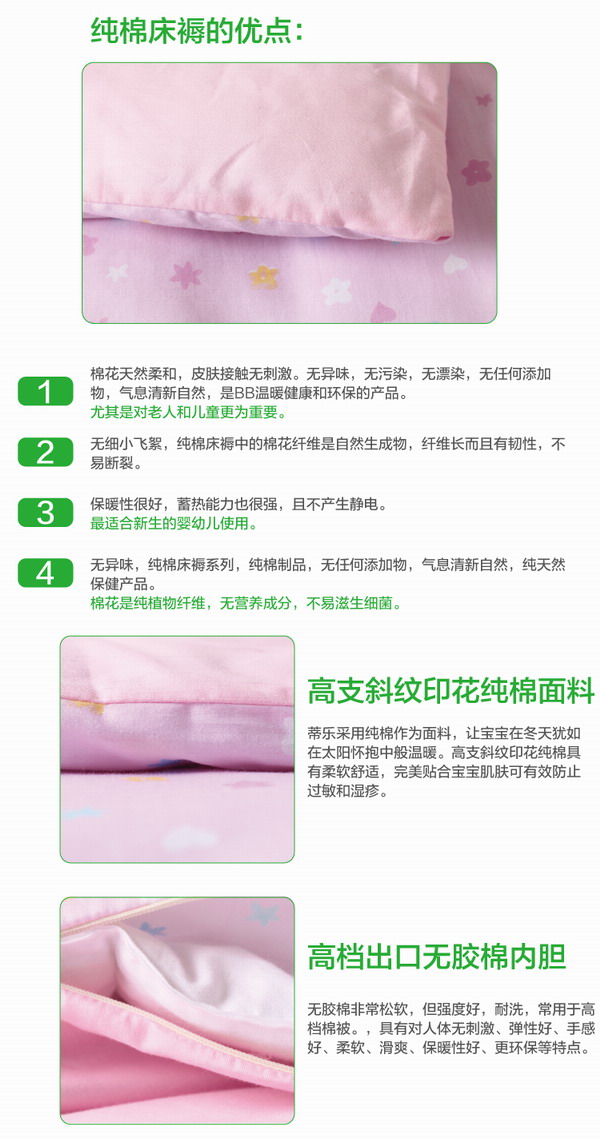 纯棉床褥的优点：
1
棉花天然柔和，皮肤接触无刺激。无异味，无污染，无漂染，无任何添加
物，气息清新自然，是BB温暖健康和环保的产品。
尤其是对老人和儿童更为重要。
2
无细小飞絮，纯棉床褥中的棉花纤维是自然生成物，纤维长而且有韧性，不
易断裂。
3
保暖性很好，蓄热能力也很强，且不产生静电。
最适合新生的婴幼儿使用。
4
无异味，纯棉床褥系列，纯棉制品，无任何添加物，气息清新自然，纯天然
保健产品。
棉花是纯植物纤维，无营养成分，不易滋生细菌。
高支斜纹印花纯棉面料
蒂乐采用纯棉作为面料，让宝宝在冬天犹如
在太阳怀抱中般温暖。高支斜纹印花纯棉具
有柔软舒适，完美贴合宝宝肌肤可有效防止
过敏和湿疹。
高档出口无胶棉内胆
无胶棉非常松软，但强度好，耐洗，常用于高
档棉被。，具有对人体无刺激、弹性好、手感
好、柔软、滑爽、保暖性好、更环保等特点。